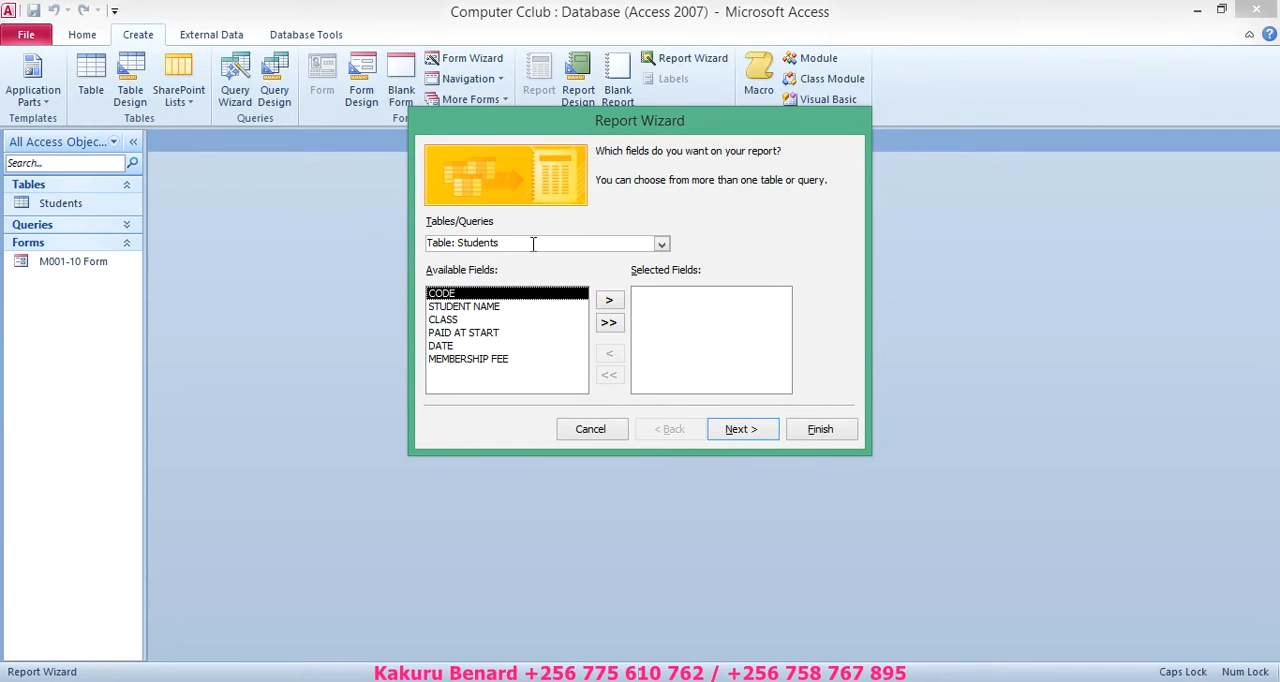 Computer Cclub : Database (Access 2007) - Microsoft Access
File Home Create External Data Database Tools
Application Parts
Table
Table Design
SharePoint Lists
Query Wizard
Query Design
Form
Form Design
Blank Form
Form Wizard
Navigation
More Forms
Report
Report Design
Blank Report
Report Wizard
Labels
Macro
Module
Class Module
Visual Basic
Templates Tables Queries
All Access Objec...
Search...
Tables
Students
Queries
Forms
M001-10 Form
Report Wizard
Which fields do you want on your report?
You can choose from more than one table or query.
Tables/Queries
Table: Students
Available Fields:
CODE
STUDENT NAME
CLASS
PAID AT START
DATE
MEMBERSHIP FEE
>
>>
<
<<
Selected Fields:
Cancel < Back Next > Finish
Report Wizard
Kakuru Benard +256 775 610 762 / +256 758 767 895
Caps Lock Num Lock